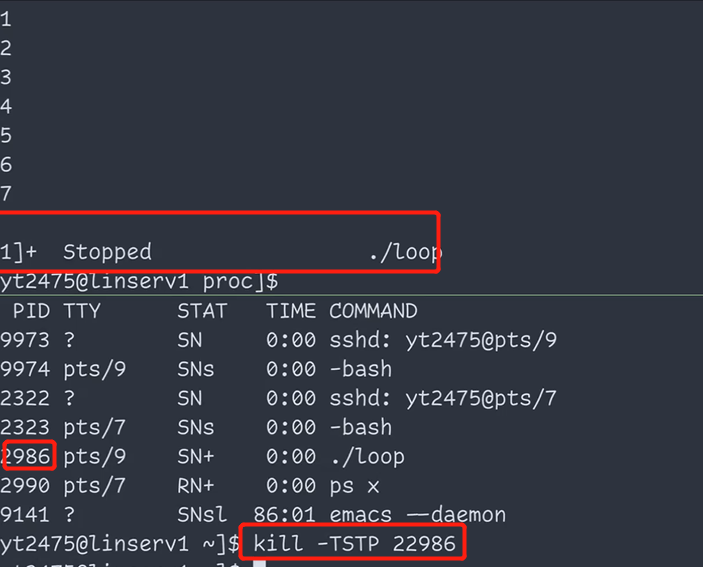 1
2
3
4
5
6
7
1]+ Stopped ./loop
yt2475@linserv1 proc]$
PID TTY STAT TIME COMMAND
9973 ? SN 0:00 sshd: yt2475@pts/9
9974 pts/9 SNs 0:00 -bash
2322 ? SN 0:00 sshd: yt2475@pts/7
2323 pts/7 SNs 0:00 -bash
2986 pts/9 SN+ 0:00 ./loop
2990 pts/7 RN+ 0:00 ps x
9141 ? SNsl 86:01 emacs --daemon
yt2475@linserv1 ~]$ kill -TSTP 22986